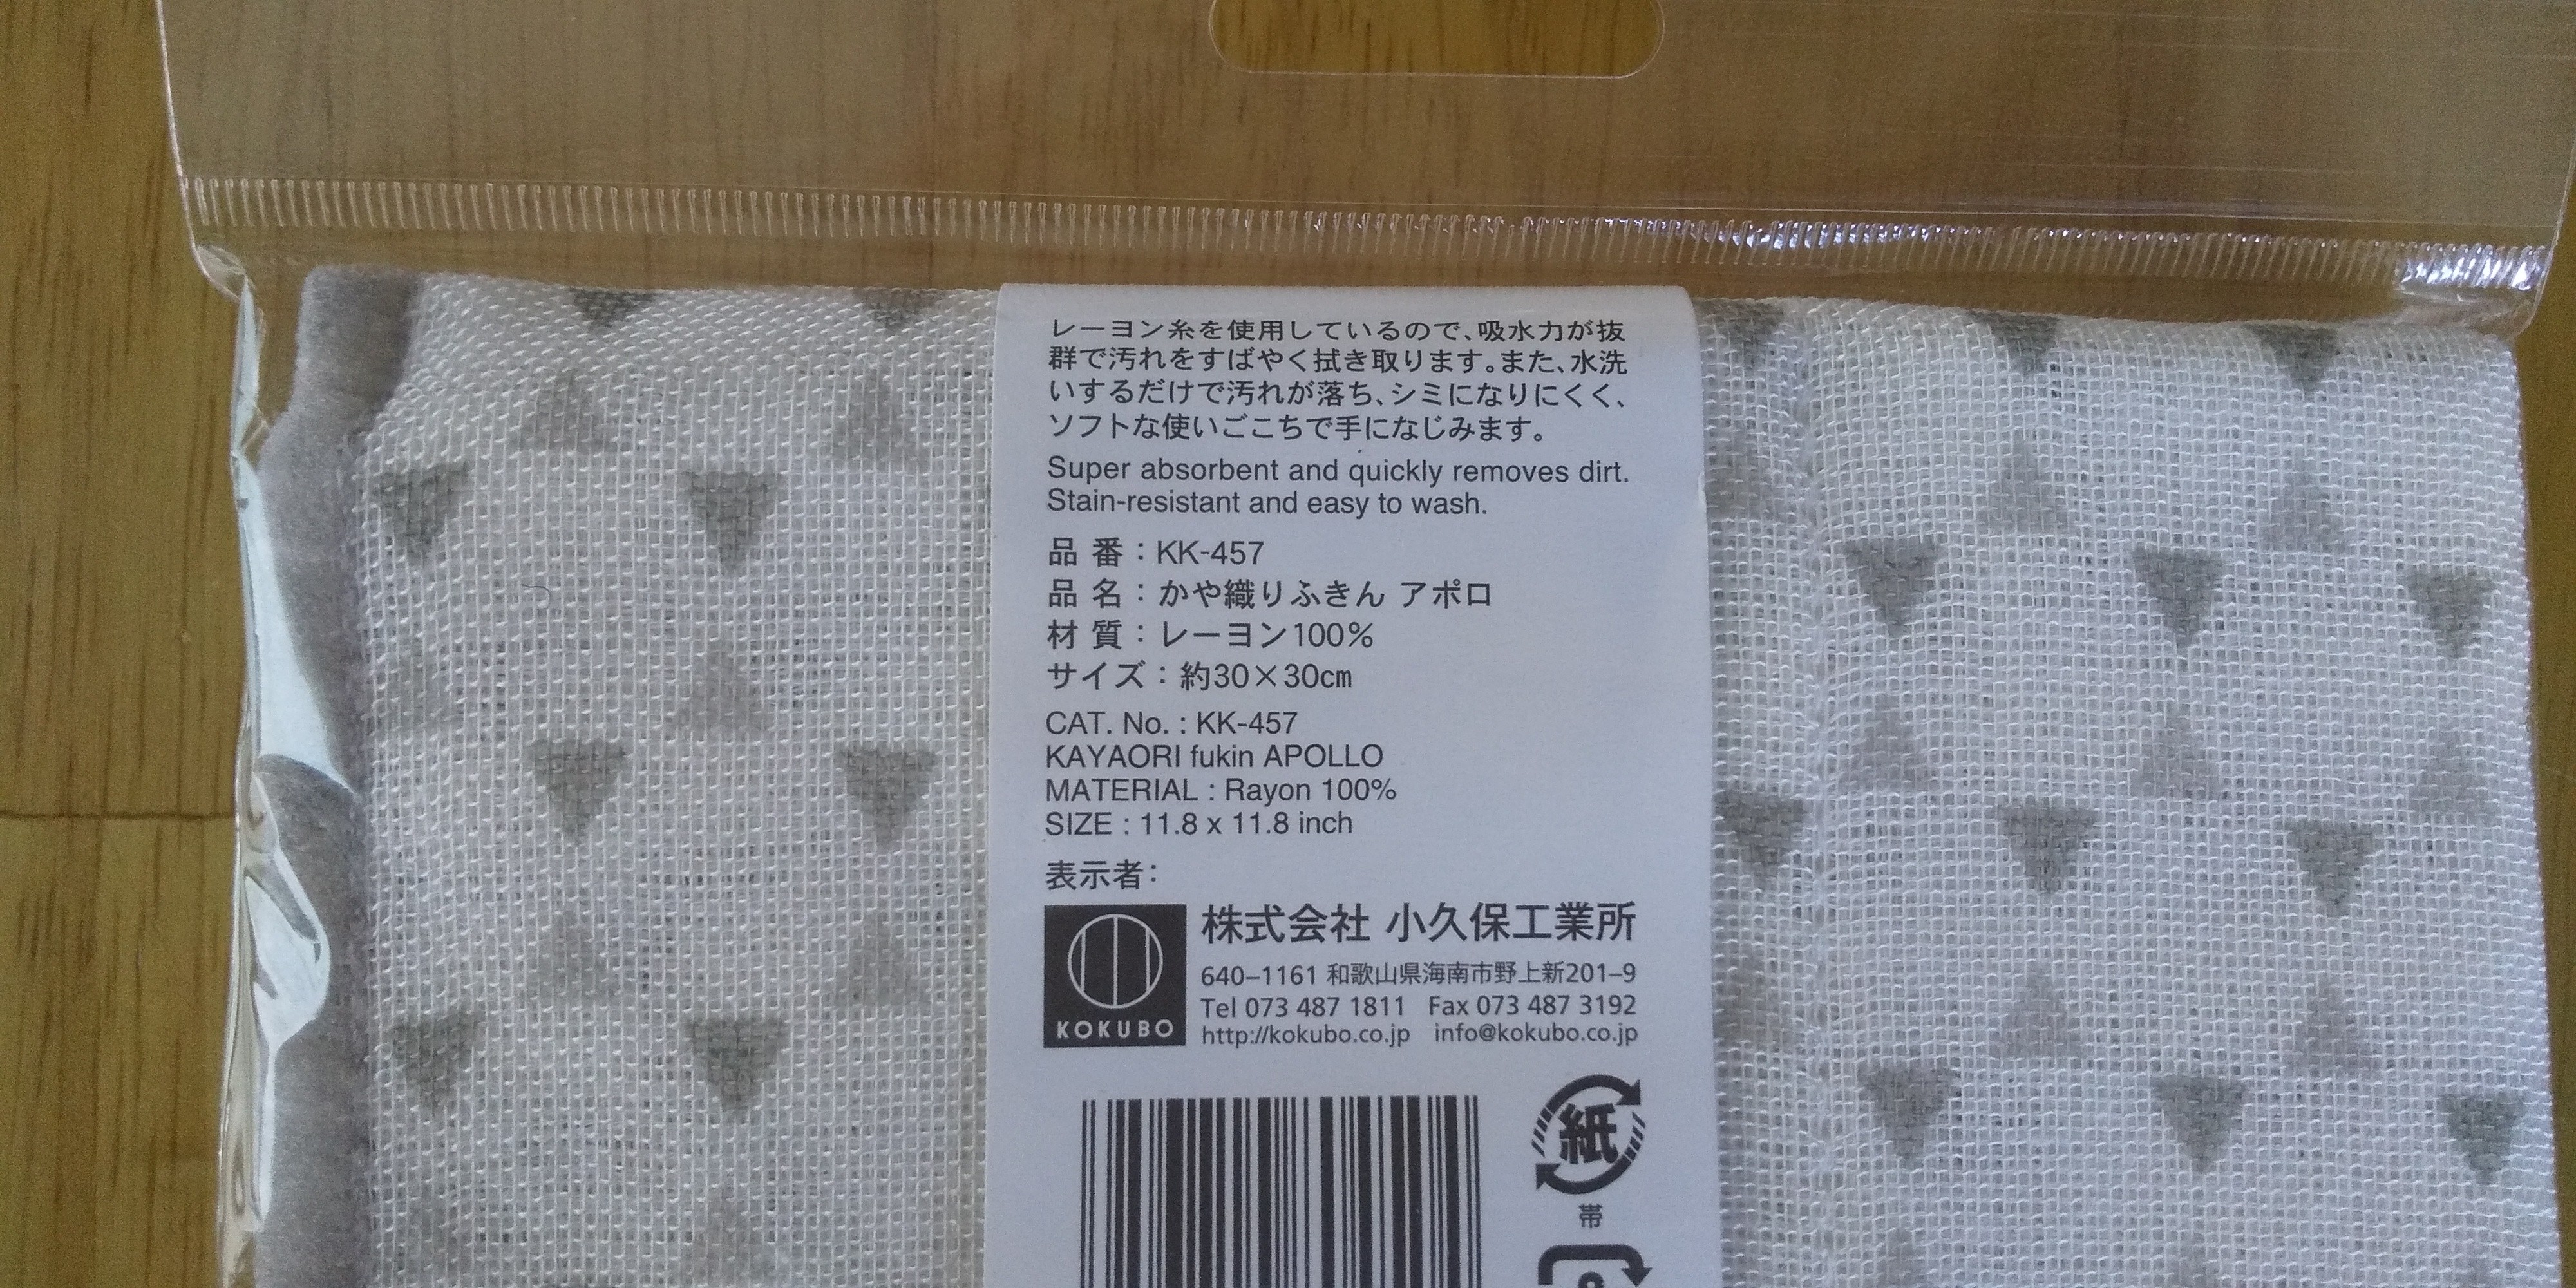 レーヨン糸を使用しているので、吸水力が抜
群で汚れをすばやく拭き取ります。また、水洗
いするだけで汚れが落ち、シミになりにくく、
ソフトな使いごこちで手になじみます。
Super absorbent and quickly removes dirt.
Stain-resistant and easy to wash.
品 番：KK-457
品 名：かや織りふきん アポロ
材 質：レーヨン100%
サイズ：約30×30㎝
CAT. No. : KK-457
KAYAORI fukin APOLLO
MATERIAL : Rayon 100%
SIZE : 11.8 x 11.8 inch
表示者：
KOKUBO
株式会社 小久保工業所
640–1161 和歌山県海南市野上新201–9
Tel 073 487 1811 Fax 073 487 3192
http://kokubo.co.jp info@kokubo.co.jp
紙
帯